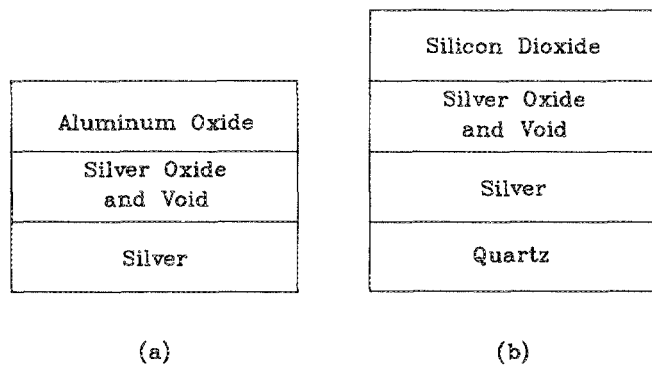 Aluminum Oxide
Silver Oxide
and Void
Silver
(a)
Silicon Dioxide
Silver Oxide
and Void
Silver
Quartz
(b)